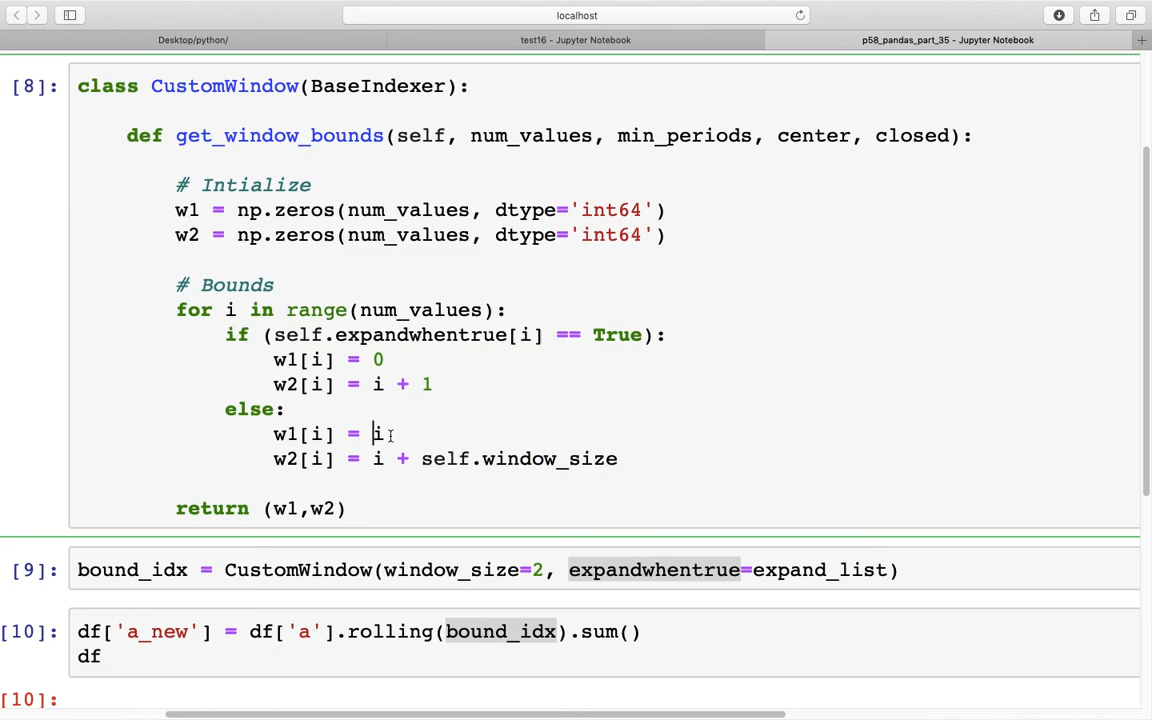 localhost
Desktop/python/
test16 - Jupyter Notebook
p58_pandas_part_35 - Jupyter Notebook
+
[8]:
class CustomWindow(BaseIndexer):
def get_window_bounds(self, num_values, min_periods, center, closed):
# Intialize
w1 = np.zeros(num_values, dtype='int64')
w2 = np.zeros(num_values, dtype='int64')
# Bounds
for i in range(num_values):
if (self.expandwhentrue[i] == True):
w1[i] = 0
w2[i] = i + 1
else:
w1[i] = i
w2[i] = i + self.window_size
return (w1,w2)
[9]:
bound_idx = CustomWindow(window_size=2, expandwhentrue=expand_list)
[10]:
df['a_new'] = df['a'].rolling(bound_idx).sum()
df
[10]: